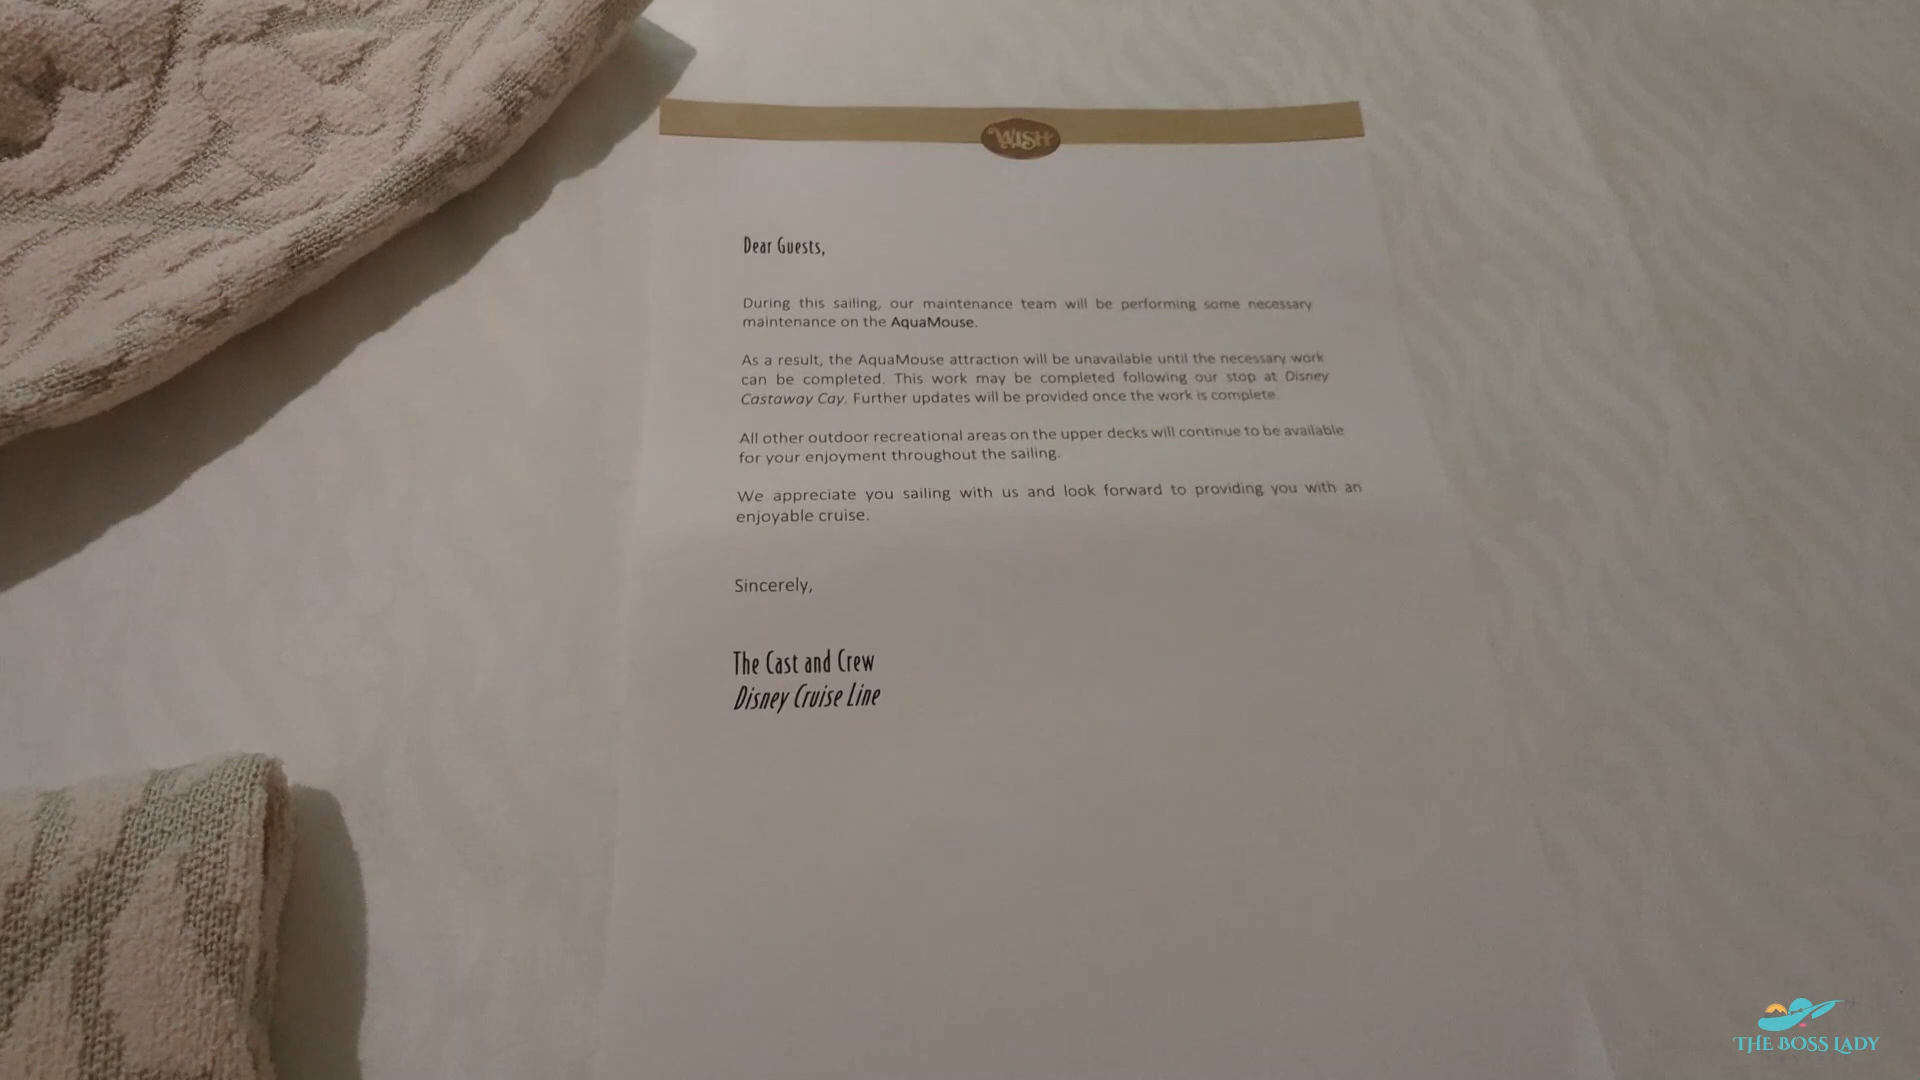 WISH
Dear Guests,
During this sailing, our maintenance team will be performing some necessary
maintenance on the AquaMouse.
As a result, the AquaMouse attraction will be unavailable until the necessary work
can be completed. This work may be completed following our stop at Disney
Castaway Cay. Further updates will be provided once the work is complete.
All other outdoor recreational areas on the upper decks will continue to be available
for your enjoyment throughout the sailing.
We appreciate you sailing with us and look forward to providing you with an
enjoyable cruise.
Sincerely,
The Cast and Crew
Disney Cruise Line
THE BOSS LADY